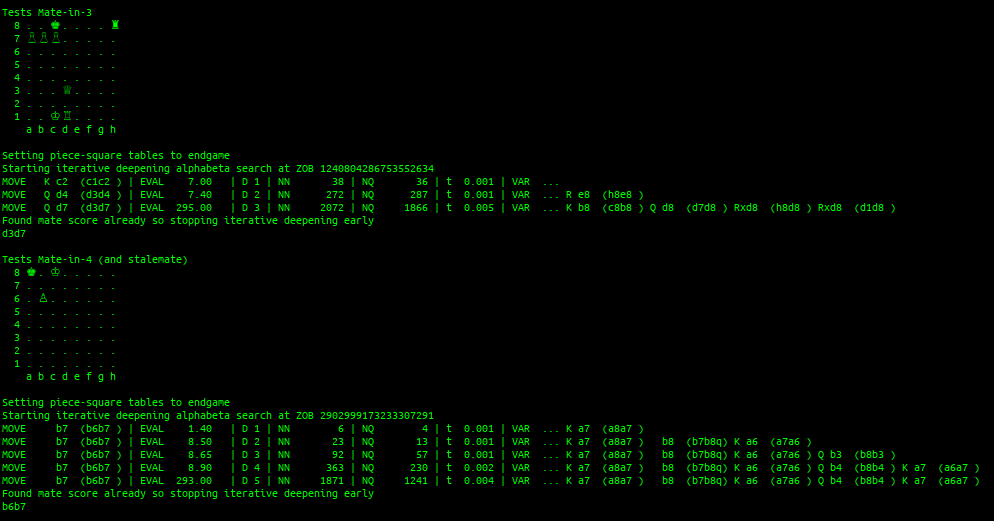 Tests Mate-in-3
8 . . ♚ . . . . ♜
7 ♙ ♙ ♙ . . . . .
6 . . . . . . . .
5 . . . . . . . .
4 . . . . . . . .
3 . . . ♕ . . . .
2 . . . . . . . .
1 . . ♔ ♖ . . . .
a b c d e f g h
Setting piece-square tables to endgame
Starting iterative deepening alphabeta search at ZOB 1240804286753552634
MOVE K c2 (c1c2 ) | EVAL 7.00 | D 1 | NN 38 | NQ 36 | t 0.001 | VAR ...
MOVE Q d4 (d3d4 ) | EVAL 7.40 | D 2 | NN 272 | NQ 287 | t 0.001 | VAR ... R e8 (h8e8 )
MOVE Q d7 (d3d7 ) | EVAL 295.00 | D 3 | NN 2072 | NQ 1866 | t 0.005 | VAR ... K b8 (c8b8 ) Q d8 (d7d8 ) Rxd8 (h8d8 ) Rxd8 (d1d8 )
Found mate score already so stopping iterative deepening early
d3d7
Tests Mate-in-4 (and stalemate)
8 ♚ . ♔ . . . . .
7 . . . . . . . .
6 . ♙ . . . . . .
5 . . . . . . . .
4 . . . . . . . .
3 . . . . . . . .
2 . . . . . . . .
1 . . . . . . . .
a b c d e f g h
Setting piece-square tables to endgame
Starting iterative deepening alphabeta search at ZOB 2902999173233307291
MOVE b7 (b6b7 ) | EVAL 1.40 | D 1 | NN 6 | NQ 4 | t 0.001 | VAR ... K a7 (a8a7 )
MOVE b7 (b6b7 ) | EVAL 8.50 | D 2 | NN 23 | NQ 13 | t 0.001 | VAR ... K a7 (a8a7 ) b8 (b7b8q) K a6 (a7a6 )
MOVE b7 (b6b7 ) | EVAL 8.65 | D 3 | NN 92 | NQ 57 | t 0.001 | VAR ... K a7 (a8a7 ) b8 (b7b8q) K a6 (a7a6 ) Q b3 (b8b3 )
MOVE b7 (b6b7 ) | EVAL 8.90 | D 4 | NN 363 | NQ 230 | t 0.002 | VAR ... K a7 (a8a7 ) b8 (b7b8q) K a6 (a7a6 ) Q b4 (b8b4 ) K a7 (a6a7 )
MOVE b7 (b6b7 ) | EVAL 293.00 | D 5 | NN 1871 | NQ 1241 | t 0.004 | VAR ... K a7 (a8a7 ) b8 (b7b8q) K a6 (a7a6 ) Q b4 (b8b4 ) K a7 (a6a7 )
Found mate score already so stopping iterative deepening early
b6b7